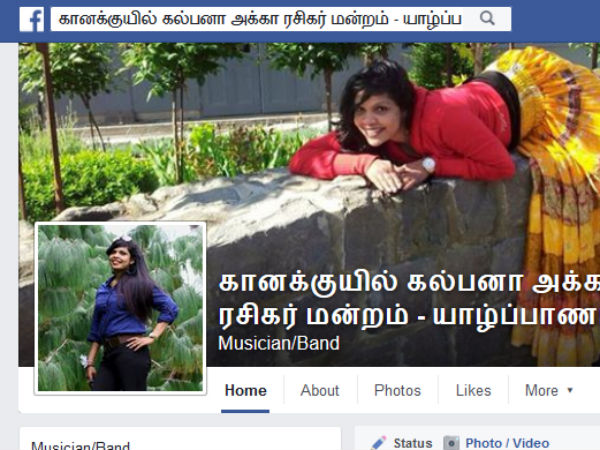 கானக்குயில் கல்பனா அக்கா ரசிகர் மன்றம் - யாழ்ப்ப
கானக்குயில் கல்பனா அக்க
ரசிகர் மன்றம் - யாழ்ப்பாண
Musician/Band
Home About Photos Likes More
Musician/Band
Status Photo / Video